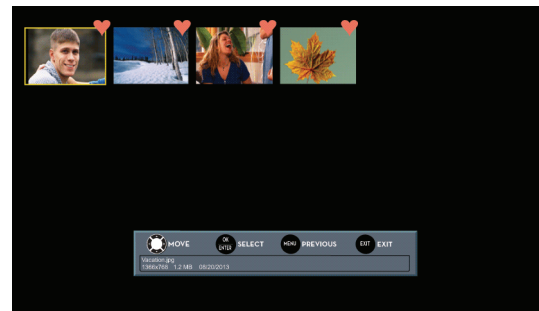 MOVE OK ENTER SELECT MENU PREVIOUS EXIT EXIT
Vacation.jpg
1366x768 1.2 MB 08/20/2013